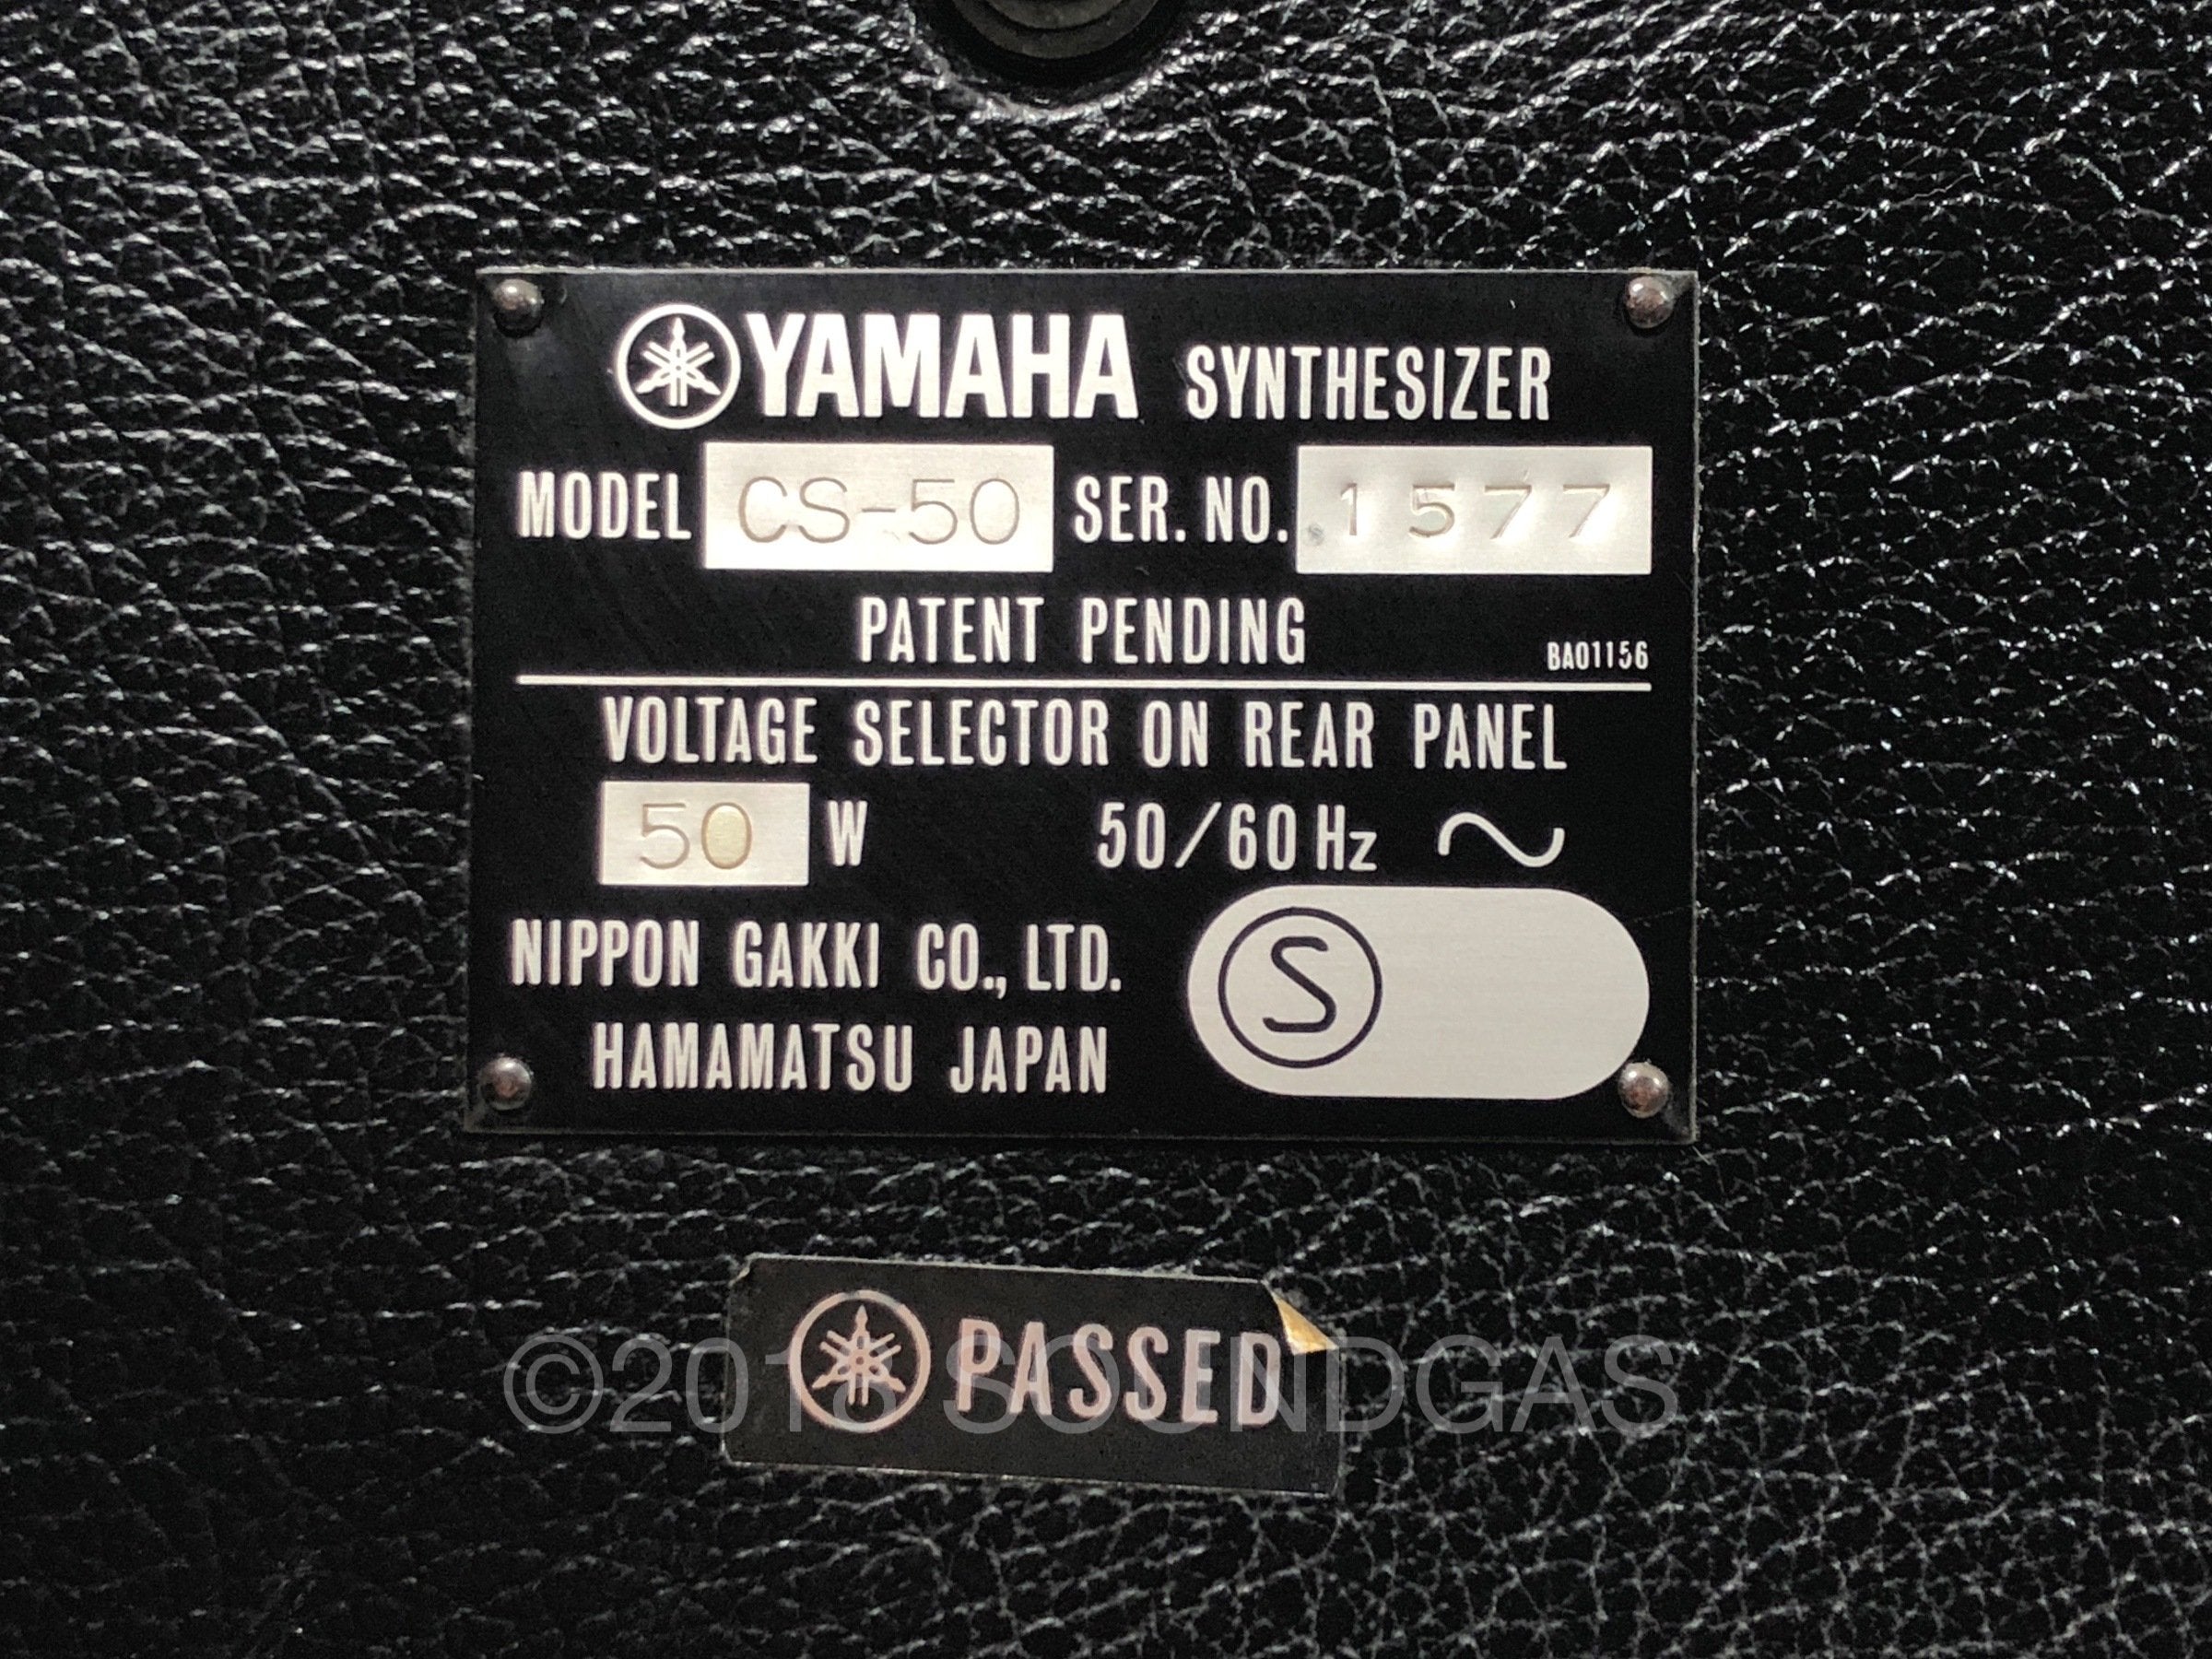 YAMAHA SYNTHESIZER
MODEL CS-50 SER. NO. 1577
PATENT PENDING
BA01156
VOLTAGE SELECTOR ON REAR PANEL
50 W 50/60 Hz ~
NIPPON GAKKI CO., LTD.
HAMAMATSU JAPAN
S
PASSED
©2018 SOUNDGAS